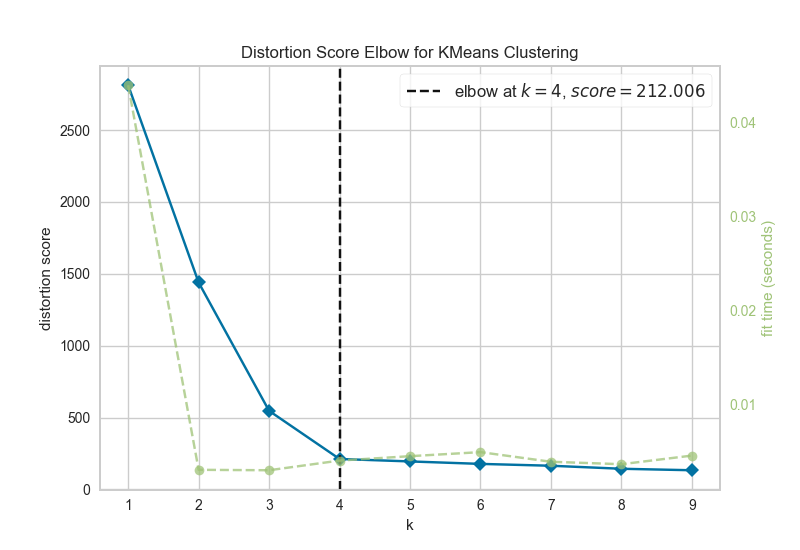 Distortion Score Elbow for KMeans Clustering
elbow at k = 4, score = 212.006
distortion score
2500
2000
1500
1000
500
0
0.04
0.03
0.02
0.01
fit time (seconds)
1 2 3 4 5 6 7 8 9
k